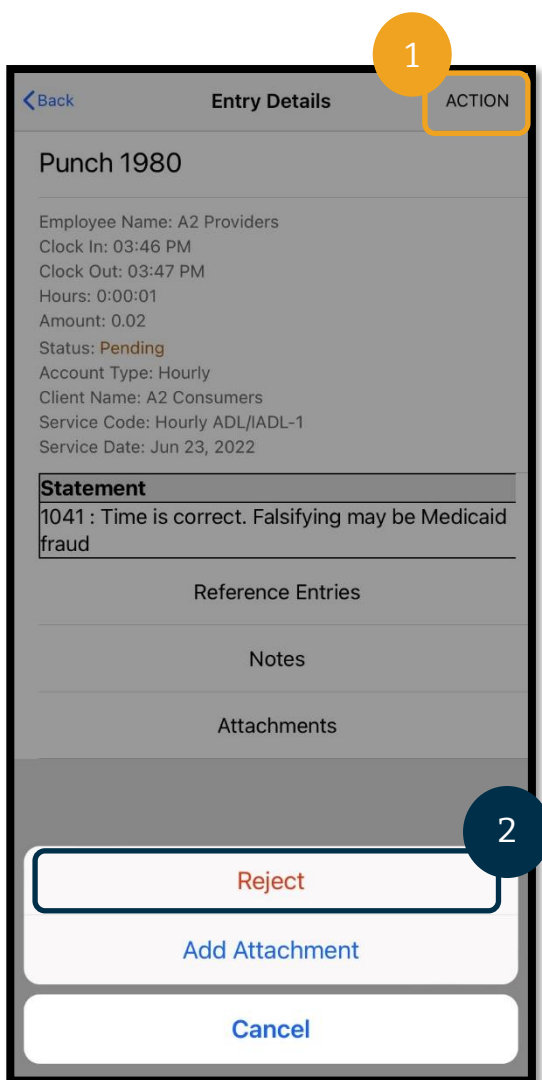 1
Back Entry Details ACTION
Punch 1980
Employee Name: A2 Providers
Clock In: 03:46 PM
Clock Out: 03:47 PM
Hours: 0:00:01
Amount: 0.02
Status: Pending
Account Type: Hourly
Client Name: A2 Consumers
Service Code: Hourly ADL/IADL-1
Service Date: Jun 23, 2022
Statement
1041 : Time is correct. Falsifying may be Medicaid
fraud
Reference Entries
Notes
Attachments
2
Reject
Add Attachment
Cancel